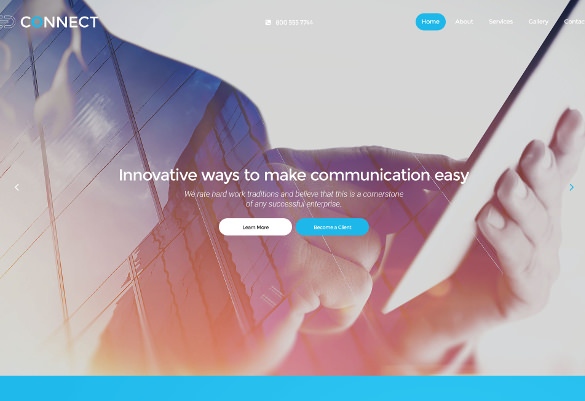 CONNECT
800 555 7744
Home About Services Gallery Contac
Innovative ways to make communication easy
We rate hard work traditions and believe that this is a cornerstone
of any successful enterprise.
Learn More Become a Client